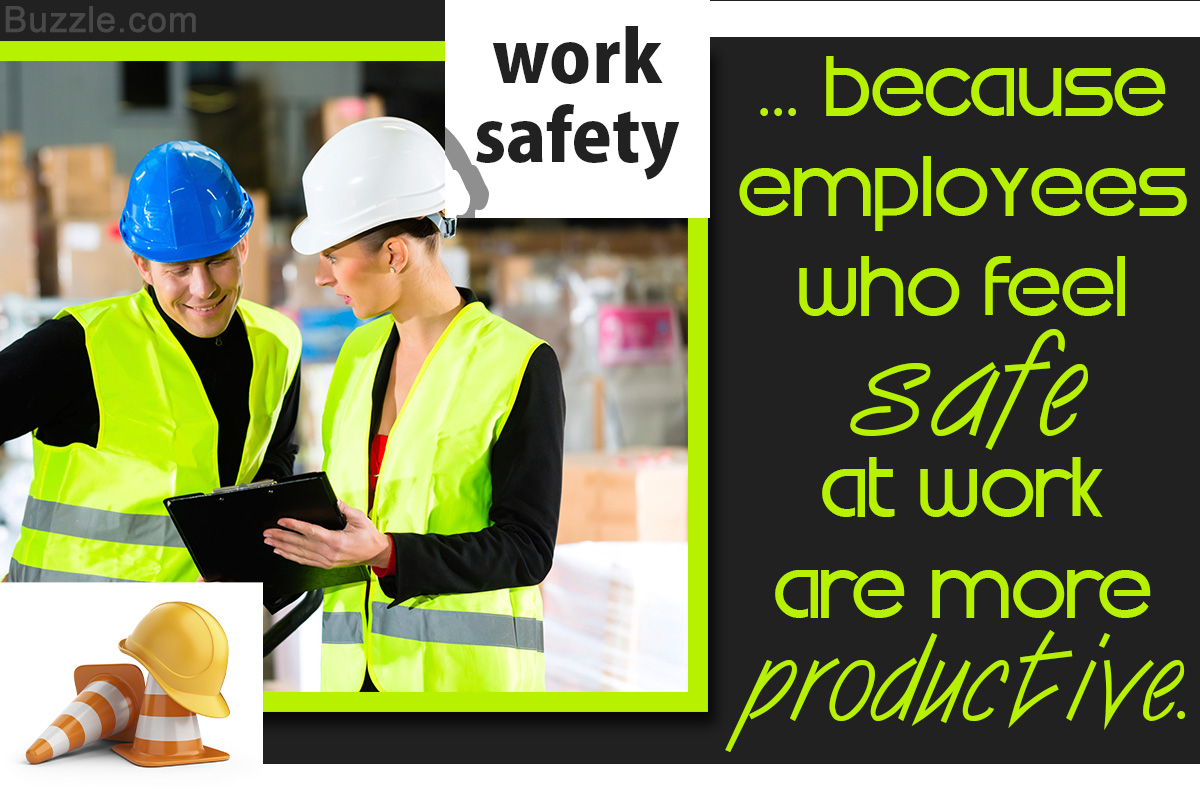 Buzzle.com
work
safety
... because
employees
who feel
safe
at work
are more
productive.